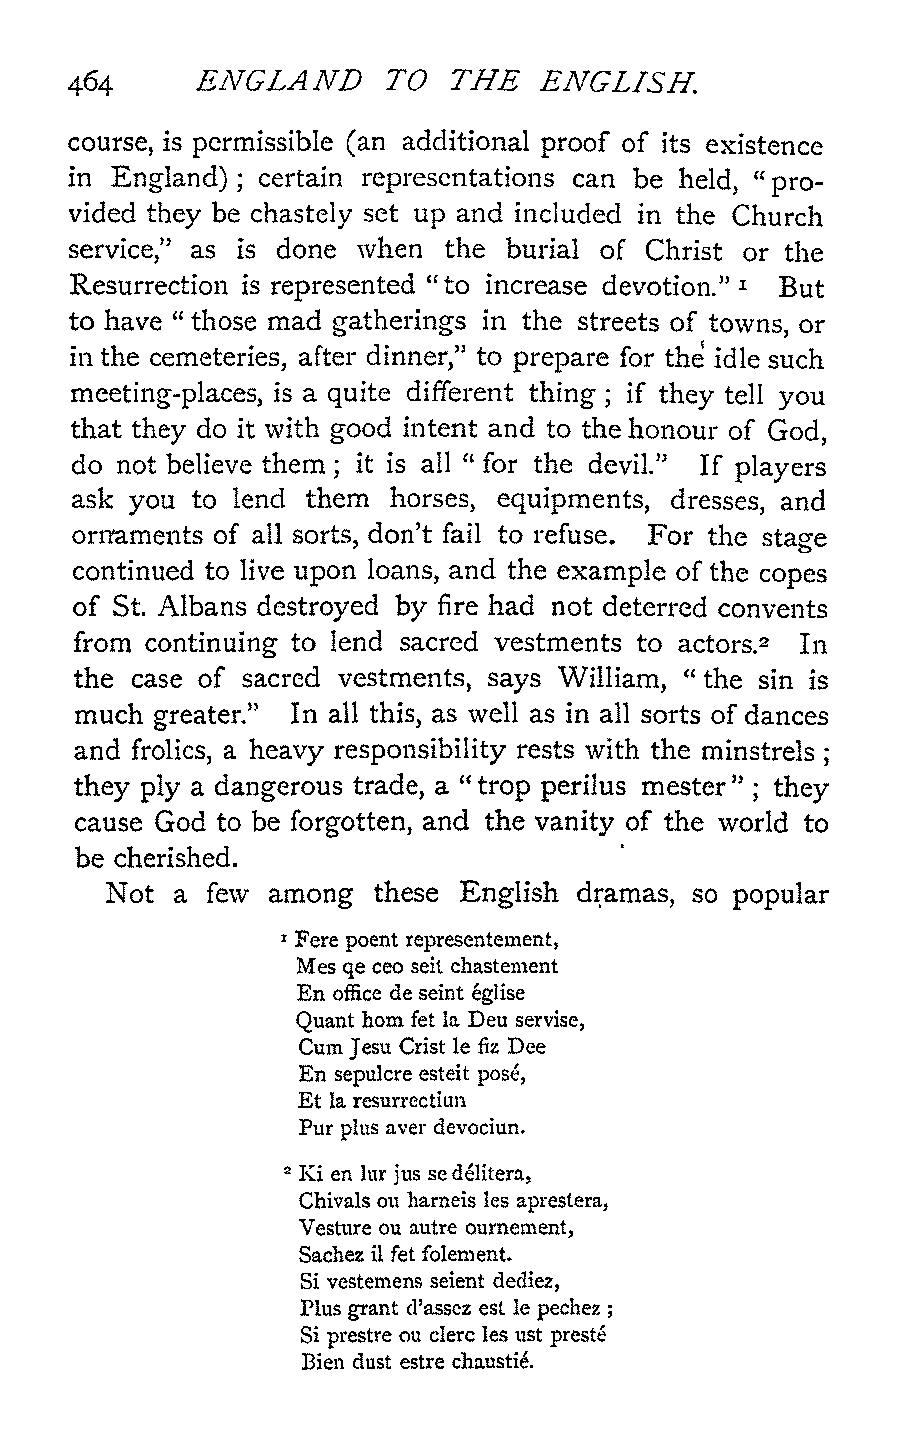 464 ENGLAND TO THE ENGLISH.
course, is permissible (an additional proof of its existence
in England) ; certain representations can be held, “pro-
vided they be chastely set up and included in the Church
service,” as is done when the burial of Christ or the
Resurrection is represented “to increase devotion.” ¹ But
to have “those mad gatherings in the streets of towns, or
in the cemeteries, after dinner,” to prepare for the idle such
meeting-places, is a quite different thing ; if they tell you
that they do it with good intent and to the honour of God,
do not believe them ; it is all “for the devil.” If players
ask you to lend them horses, equipments, dresses, and
ornaments of all sorts, don’t fail to refuse. For the stage
continued to live upon loans, and the example of the copes
of St. Albans destroyed by fire had not deterred convents
from continuing to lend sacred vestments to actors.² In
the case of sacred vestments, says William, “the sin is
much greater.” In all this, as well as in all sorts of dances
and frolics, a heavy responsibility rests with the minstrels ;
they ply a dangerous trade, a “trop perilus mester” ; they
cause God to be forgotten, and the vanity of the world to
be cherished.
Not a few among these English dramas, so popular
¹ Fere poent representement,
Mes qe ceo seit chastement
En office de seint église
Quant hom fet la Deu servise,
Cum Jesu Crist le fiz Dee
En sepulcre esteit posé,
Et la resurrectiun
Pur plus aver devociun.
² Ki en lur jus se délitera,
Chivals ou harneis les aprestera,
Vesture ou autre ournement,
Sachez il fet folement.
Si vestemens seient dediez,
Plus grant d’assez est le pechez ;
Si prestre ou clerc les ust presté
Bien dust estre chaustié.